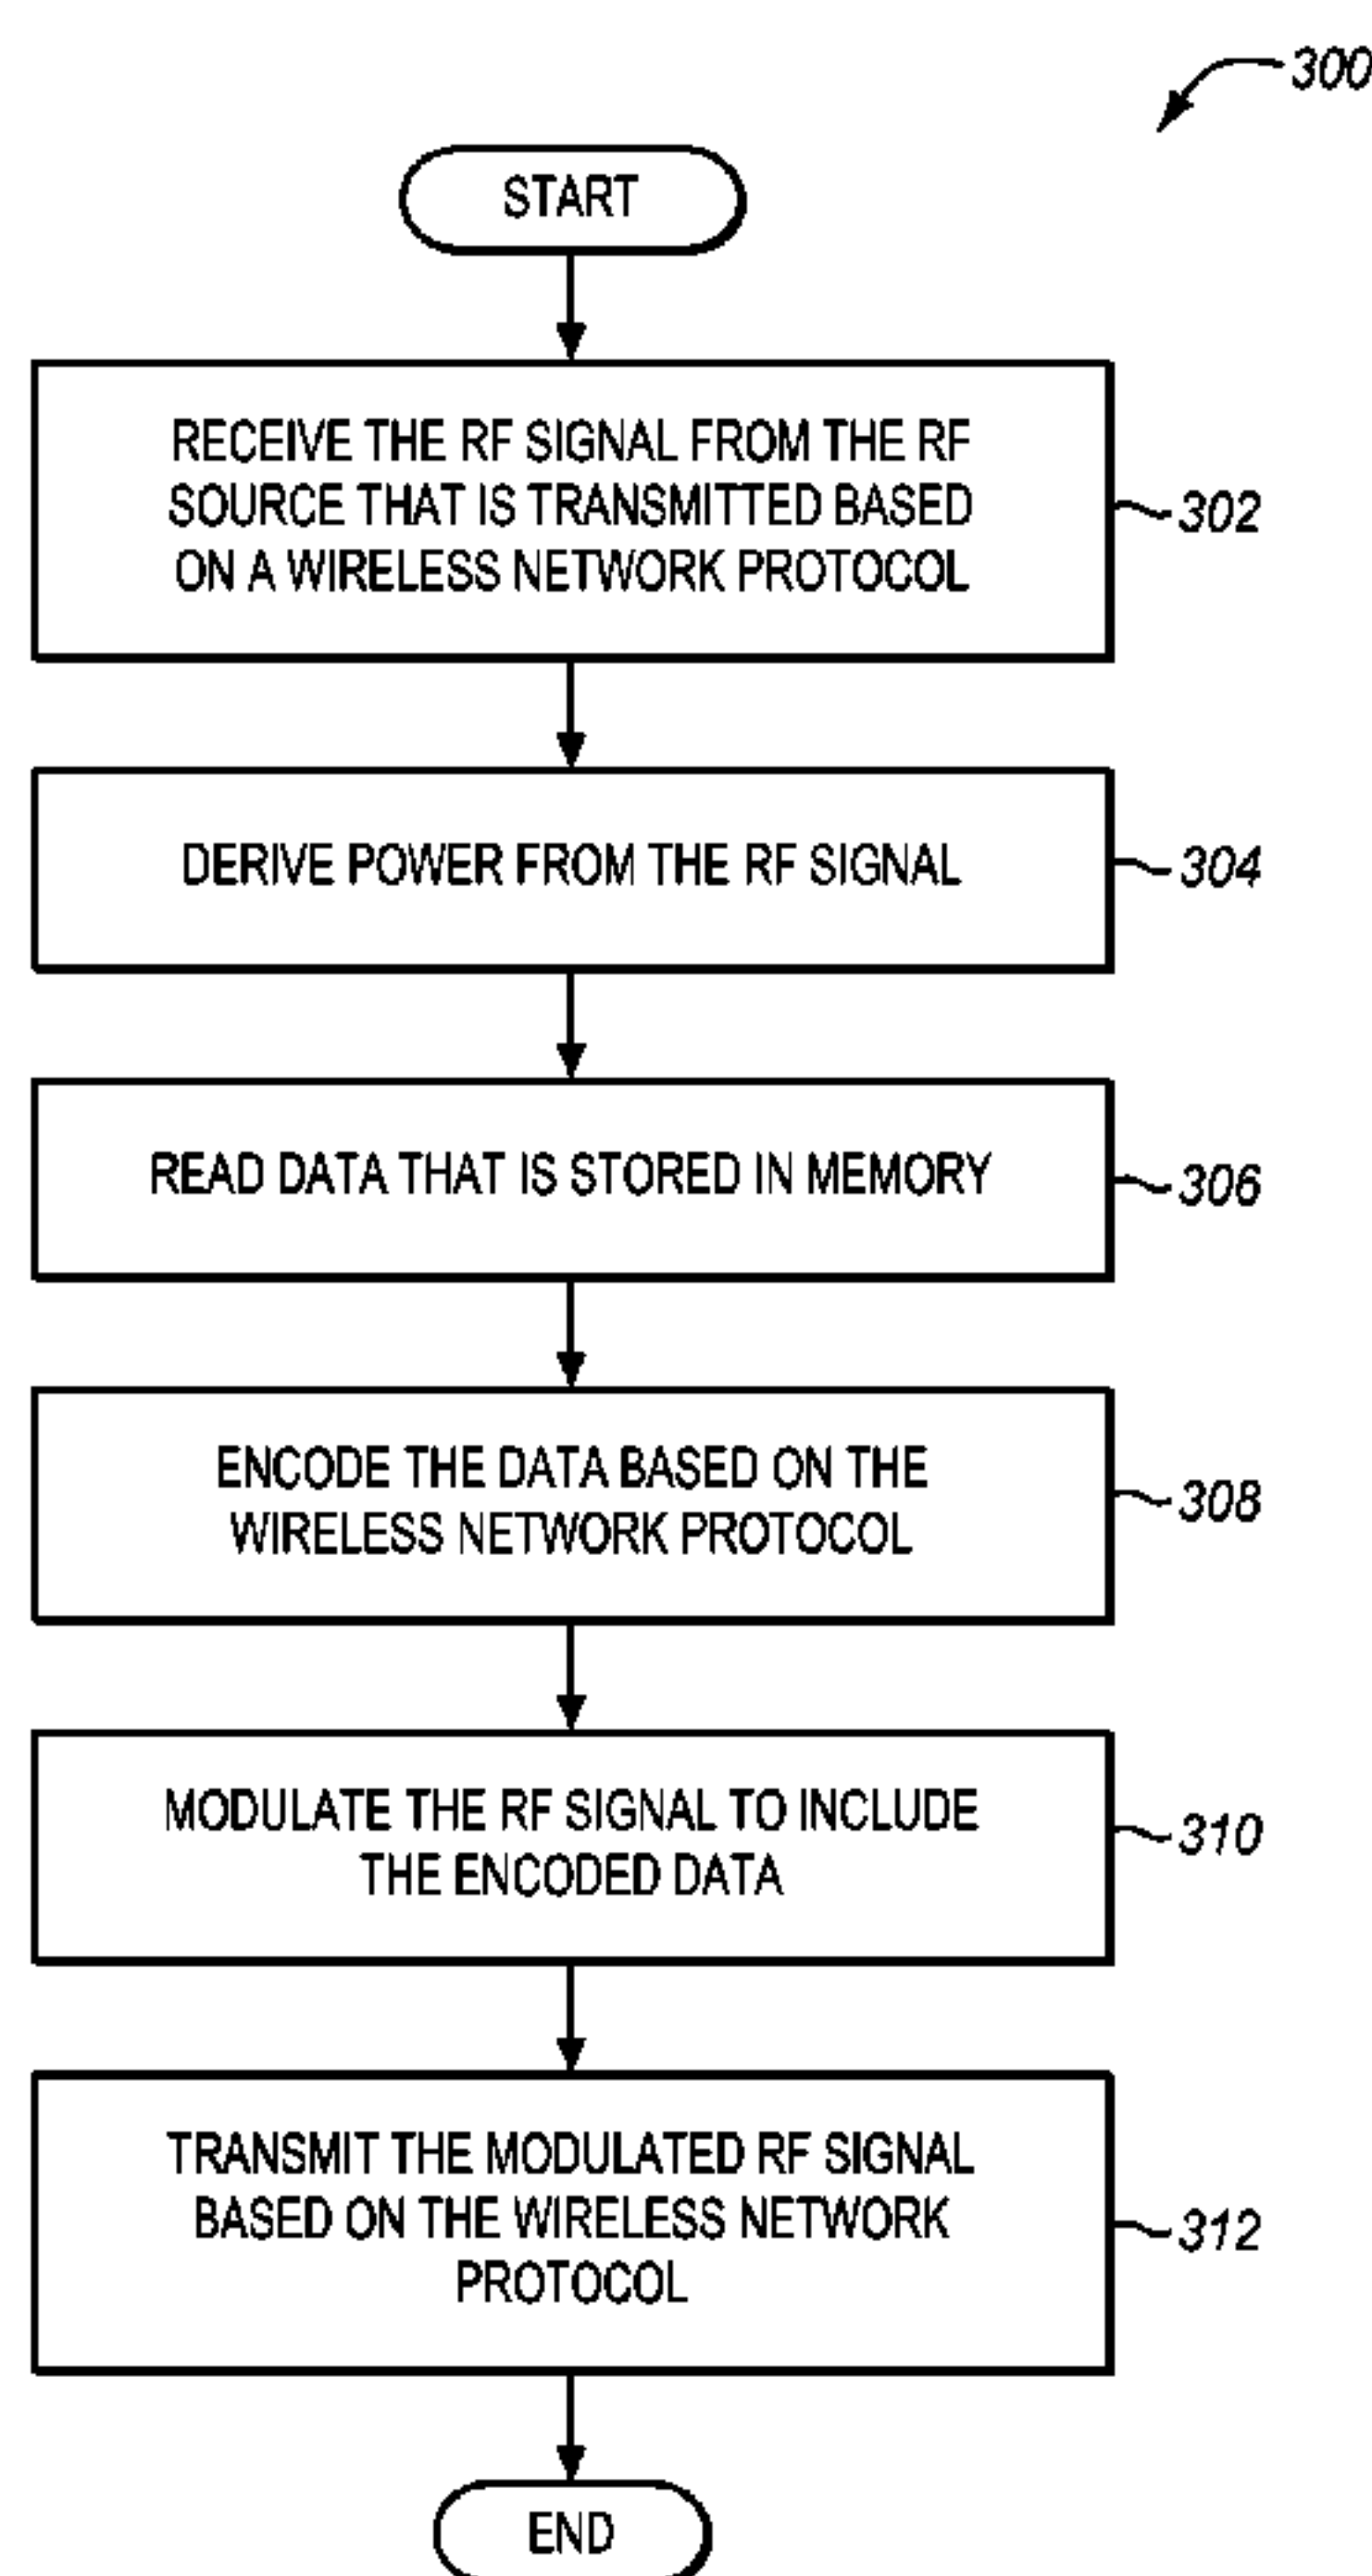 300
START
RECEIVE THE RF SIGNAL FROM THE RF
SOURCE THAT IS TRANSMITTED BASED
ON A WIRELESS NETWORK PROTOCOL
302
DERIVE POWER FROM THE RF SIGNAL
304
READ DATA THAT IS STORED IN MEMORY
306
ENCODE THE DATA BASED ON THE
WIRELESS NETWORK PROTOCOL
308
MODULATE THE RF SIGNAL TO INCLUDE
THE ENCODED DATA
310
TRANSMIT THE MODULATED RF SIGNAL
BASED ON THE WIRELESS NETWORK
PROTOCOL
312
END